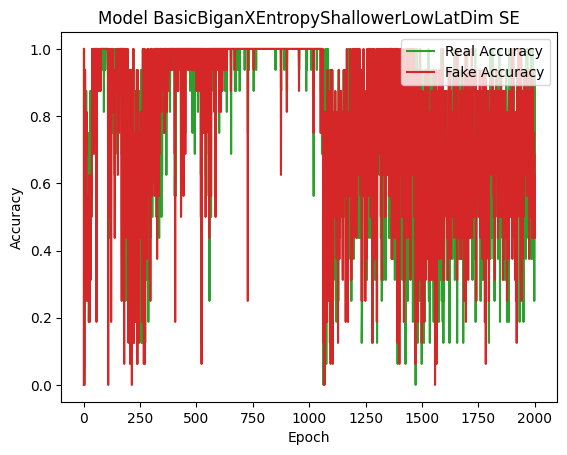 Model BasicBiganXEntropyShallowerLowLatDim SE
Real Accuracy
Fake Accuracy
Accuracy
1.0
0.8
0.6
0.4
0.2
0.0
0 250 500 750 1000 1250 1500 1750 2000
Epoch